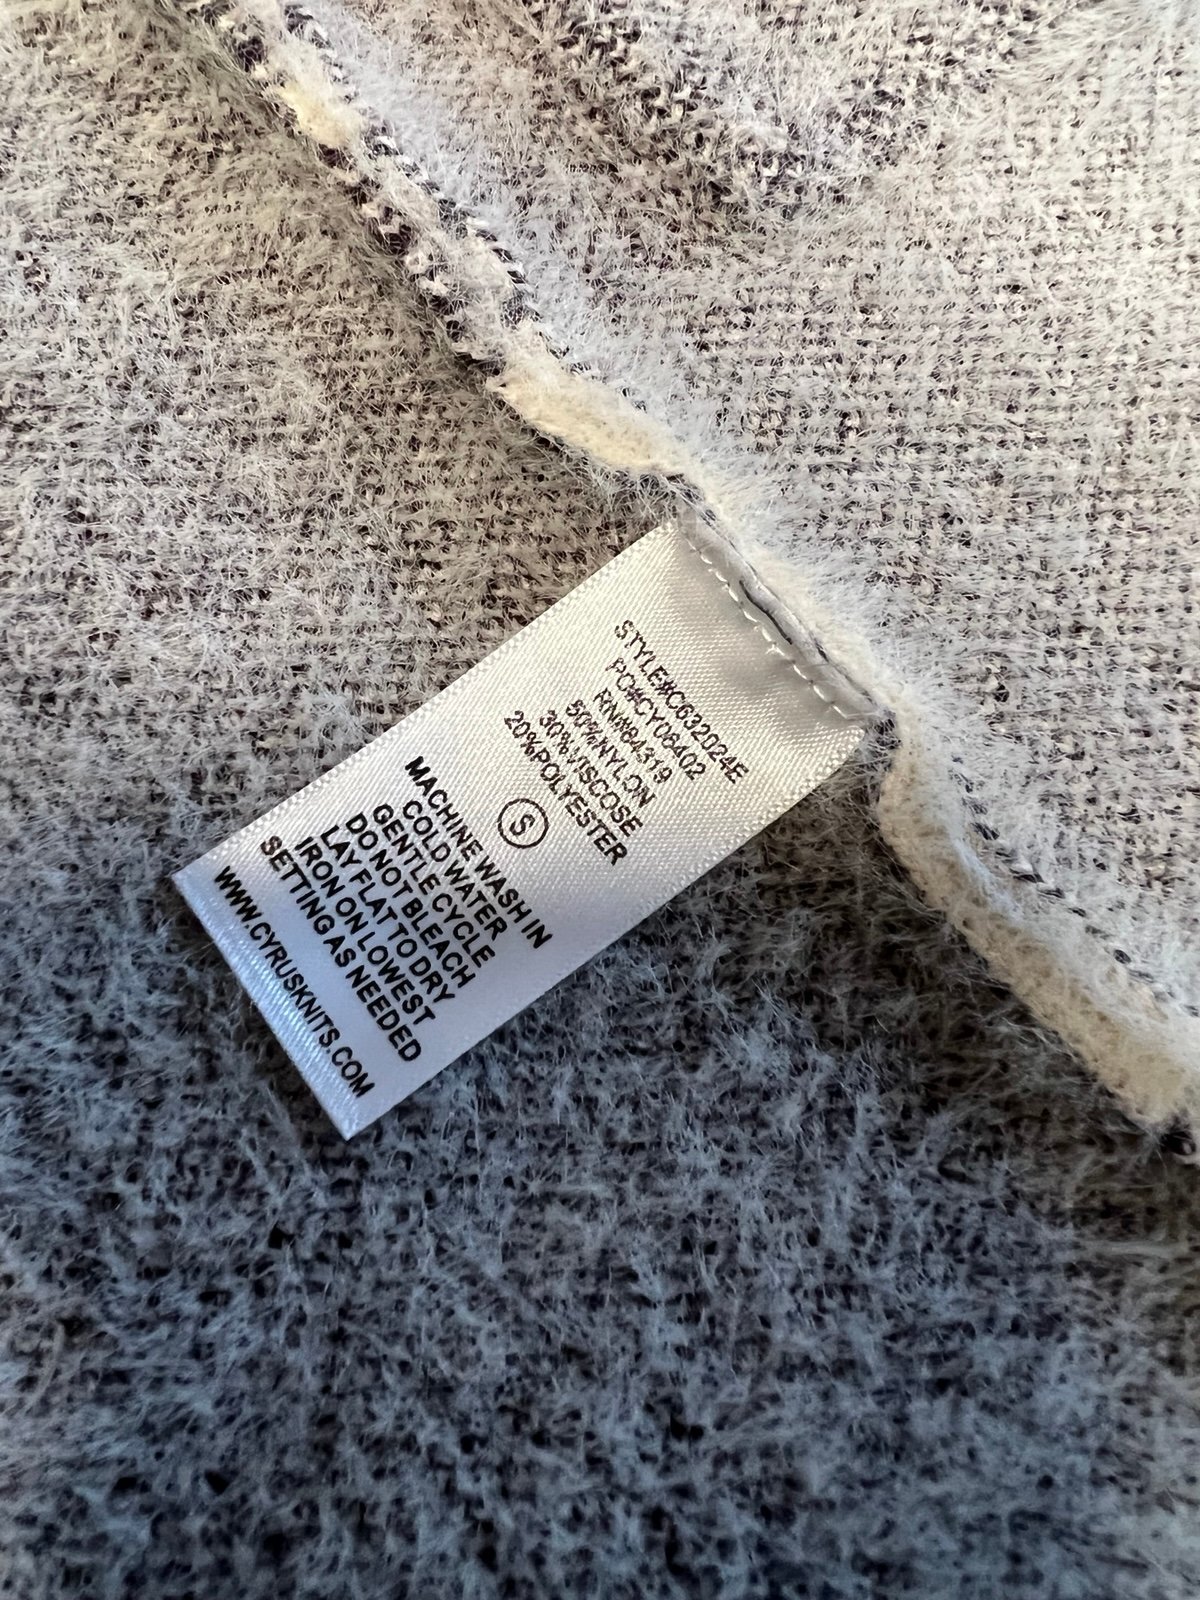 STYLE#C632024E
PO#CY06402
RN#84319
50%NYLON
30%VISCOSE
20%POLYESTER
S
MACHINE WASH IN
COLD WATER
GENTLE CYCLE
DO NOT BLEACH
LAY FLAT TO DRY
IRON ON LOWEST
SETTING AS NEEDED
WWW.CYRUSKNITS.COM